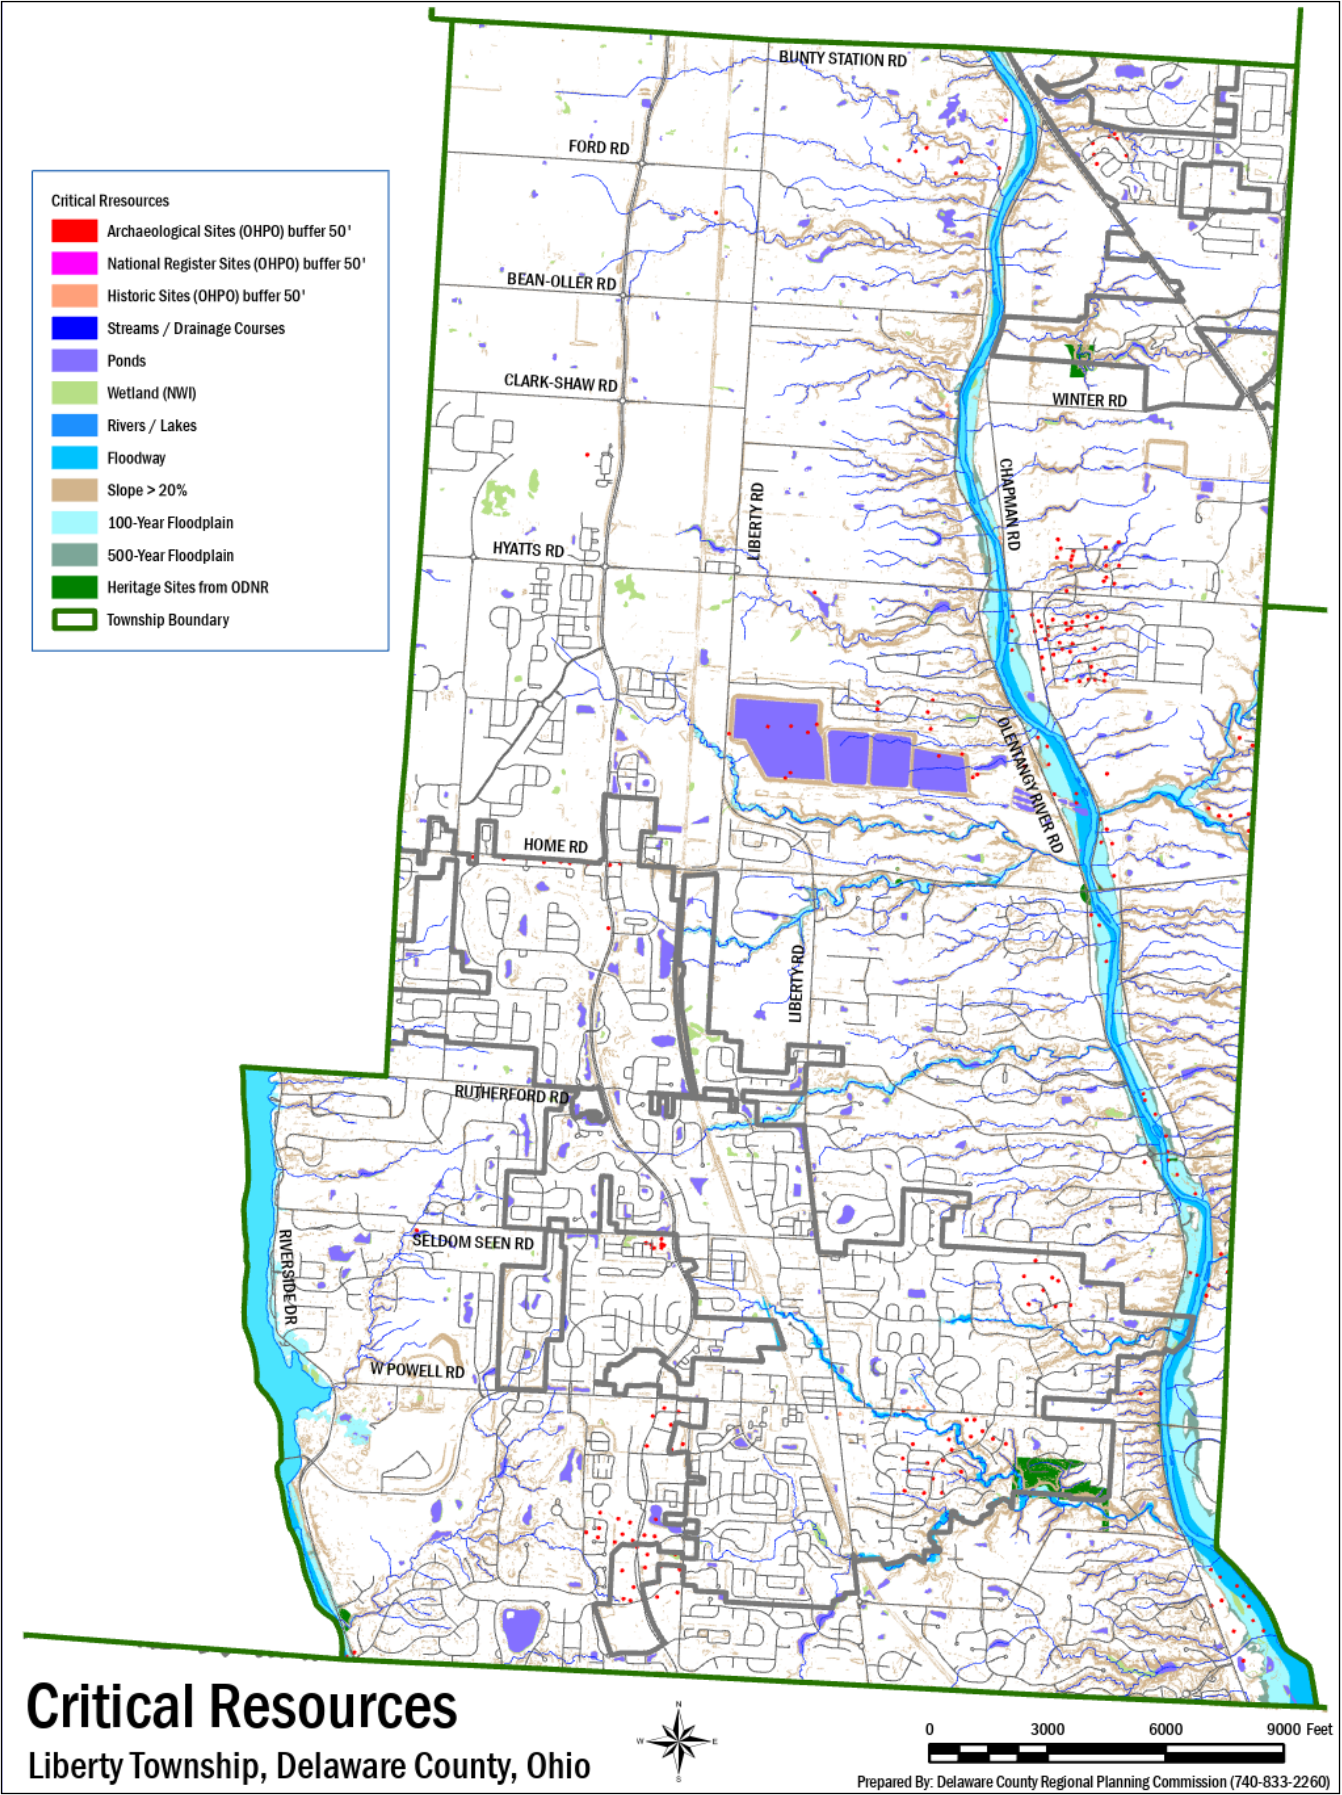 BUNTY STATION RD
FORD RD
Critical Rresources
Archaeological Sites (OHPO) buffer 50'
National Register Sites (OHPO) buffer 50'
Historic Sites (OHPO) buffer 50'
Streams / Drainage Courses
Ponds
Wetland (NWI)
Rivers / Lakes
Floodway
Slope > 20%
100-Year Floodplain
500-Year Floodplain
Heritage Sites from ODNR
Township Boundary
BEAN-OLLER RD
CLARK-SHAW RD
WINTER RD
CHAPMAN RD
LIBERTY RD
HYATTS RD
OLENTANGY RIVER RD
HOME RD
LIBERTY RD
RUTHERFORD RD
SELDOM SEEN RD
RIVERSIDE DR
W POWELL RD
Critical Resources
Liberty Township, Delaware County, Ohio
N
W E
S
0 3000 6000 9000 Feet
Prepared By: Delaware County Regional Planning Commission (740-833-2260)